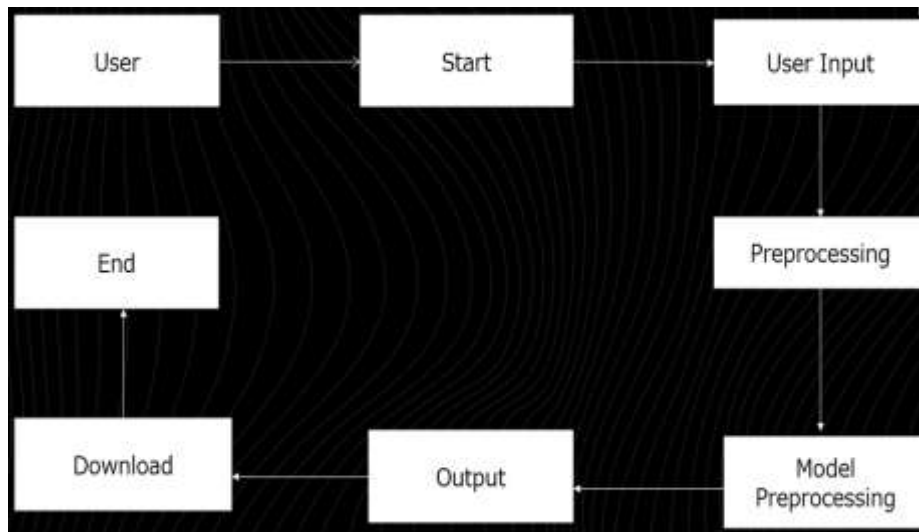 User
Start
User Input
Preprocessing
Model
Preprocessing
Output
Download
End